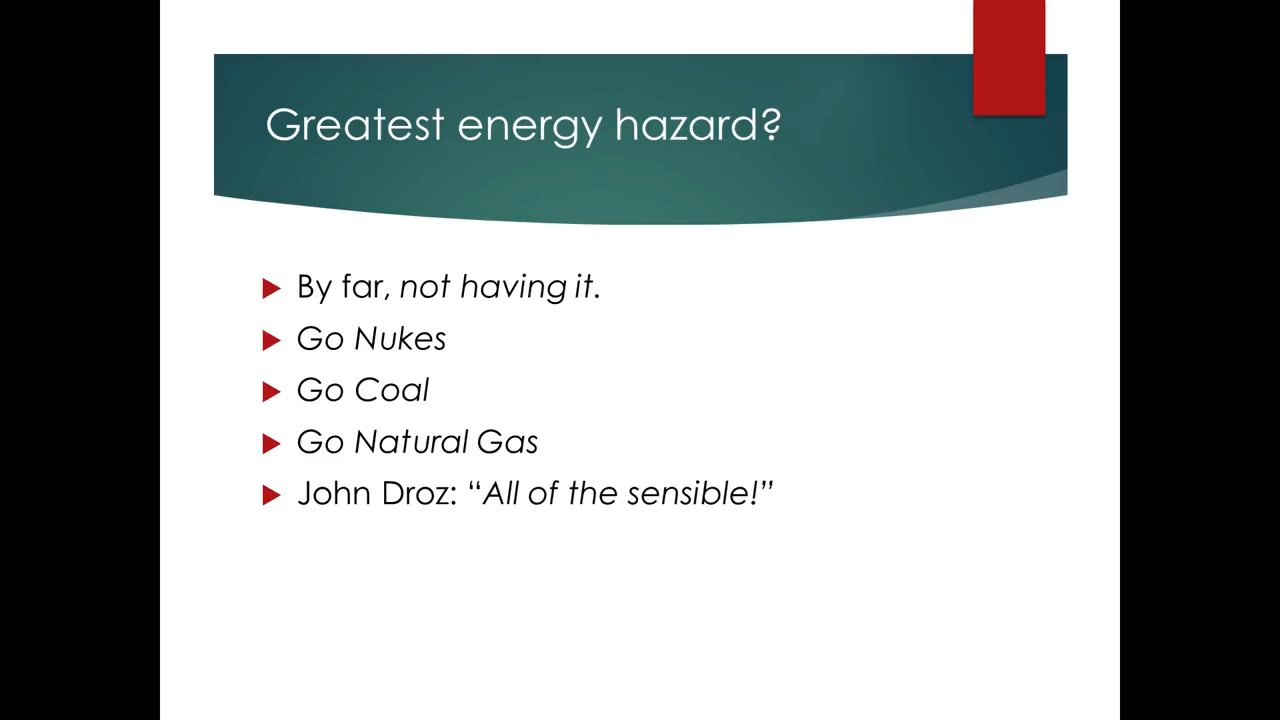 Greatest energy hazard?
By far, not having it.
Go Nukes
Go Coal
Go Natural Gas
John Droz: “All of the sensible!”